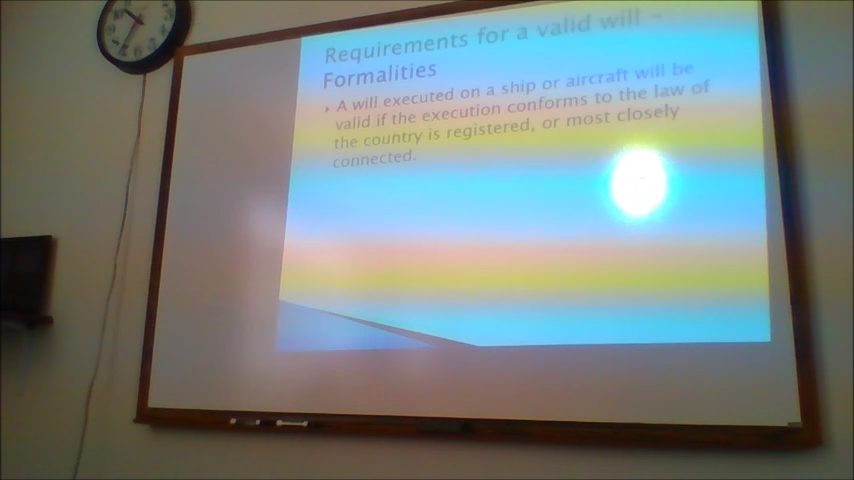 Requirements for a valid will –
Formalities
A will executed on a ship or aircraft will be
valid if the execution conforms to the law of
the country is registered, or most closely
connected.